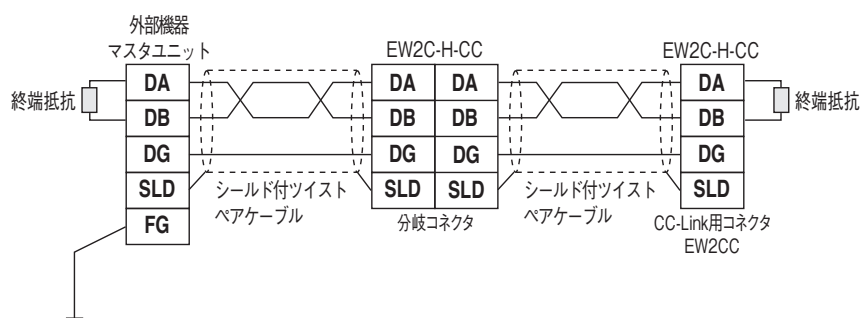 外部機器
マスタユニット
EW2C-H-CC
EW2C-H-CC
終端抵抗
DA
DB
DG
SLD
FG
シールド付ツイスト
ペアケーブル
DA DA
DB DB
DG DG
SLD SLD
分岐コネクタ
シールド付ツイスト
ペアケーブル
DA
DB
DG
SLD
CC-Link用コネクタ
EW2CC
終端抵抗